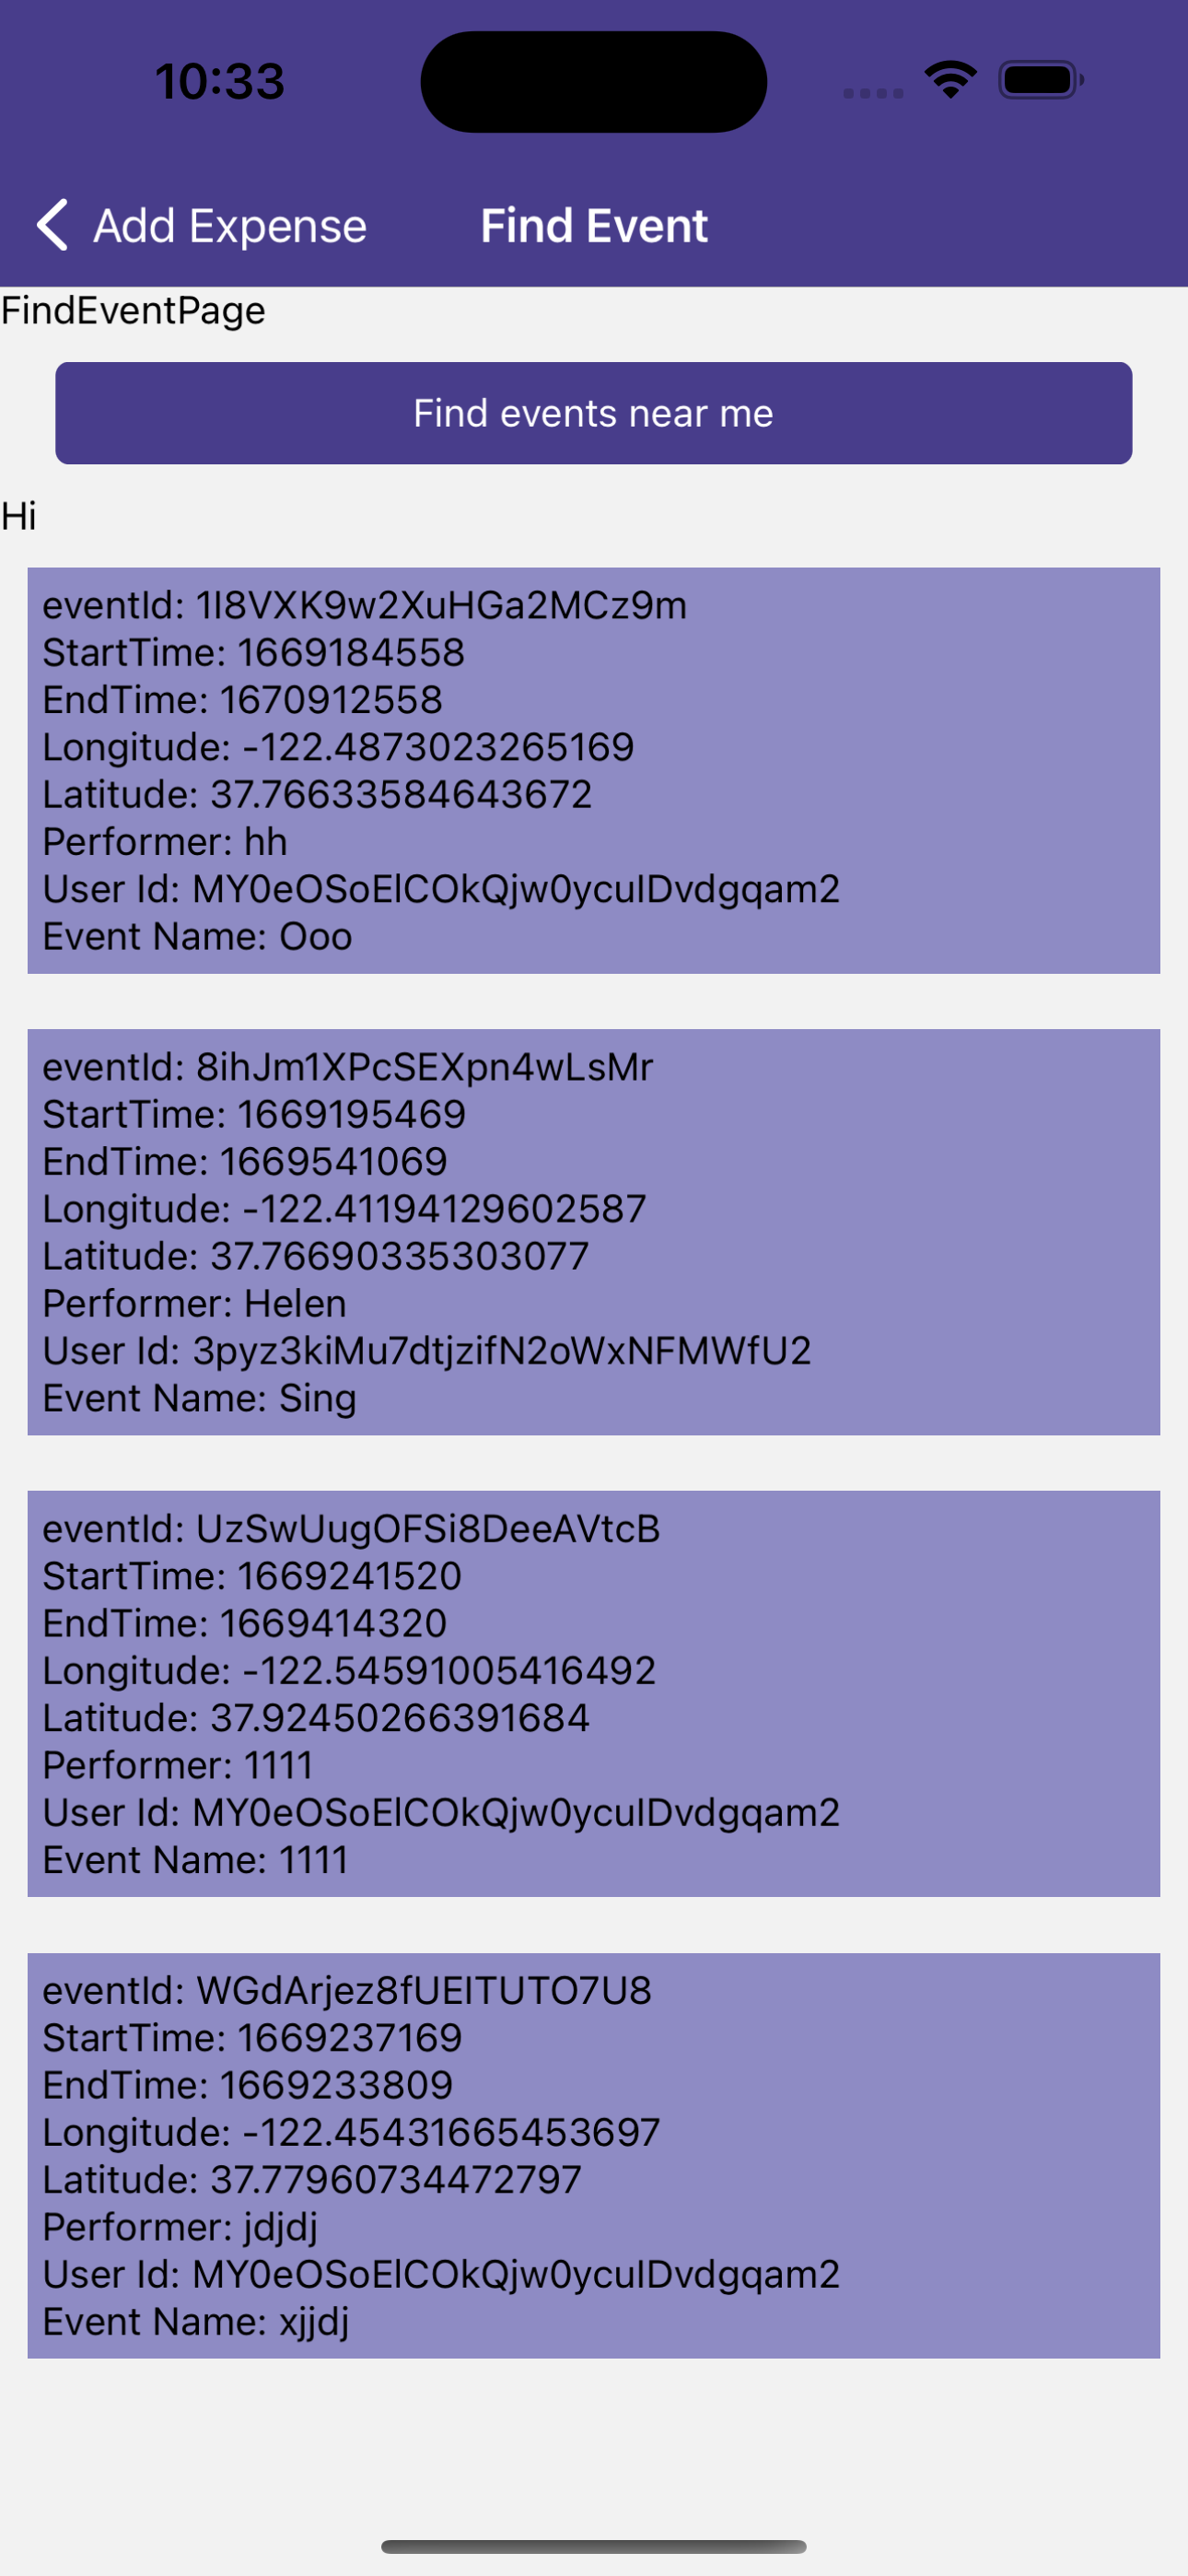 10:33
Add Expense
Find Event
FindEventPage
Find events near me
Hi
eventId: 1I8VXK9w2XuHGa2MCz9m
StartTime: 1669184558
EndTime: 1670912558
Longitude: -122.4873023265169
Latitude: 37.76633584643672
Performer: hh
User Id: MY0eOSoElCOkQjw0ycuIDvdgqam2
Event Name: Ooo
eventId: 8ihJm1XPcSEXpn4wLsMr
StartTime: 1669195469
EndTime: 1669541069
Longitude: -122.41194129602587
Latitude: 37.76690335303077
Performer: Helen
User Id: 3pyz3kiMu7dtjzifN2oWxNFMWfU2
Event Name: Sing
eventId: UzSwUugOFSi8DeeAVtcB
StartTime: 1669241520
EndTime: 1669414320
Longitude: -122.54591005416492
Latitude: 37.92450266391684
Performer: 1111
User Id: MY0eOSoElCOkQjw0ycuIDvdgqam2
Event Name: 1111
eventId: WGdArjez8fUEITUTO7U8
StartTime: 1669237169
EndTime: 1669233809
Longitude: -122.45431665453697
Latitude: 37.77960734472797
Performer: jdjdj
User Id: MY0eOSoElCOkQjw0ycuIDvdgqam2
Event Name: xjjdj